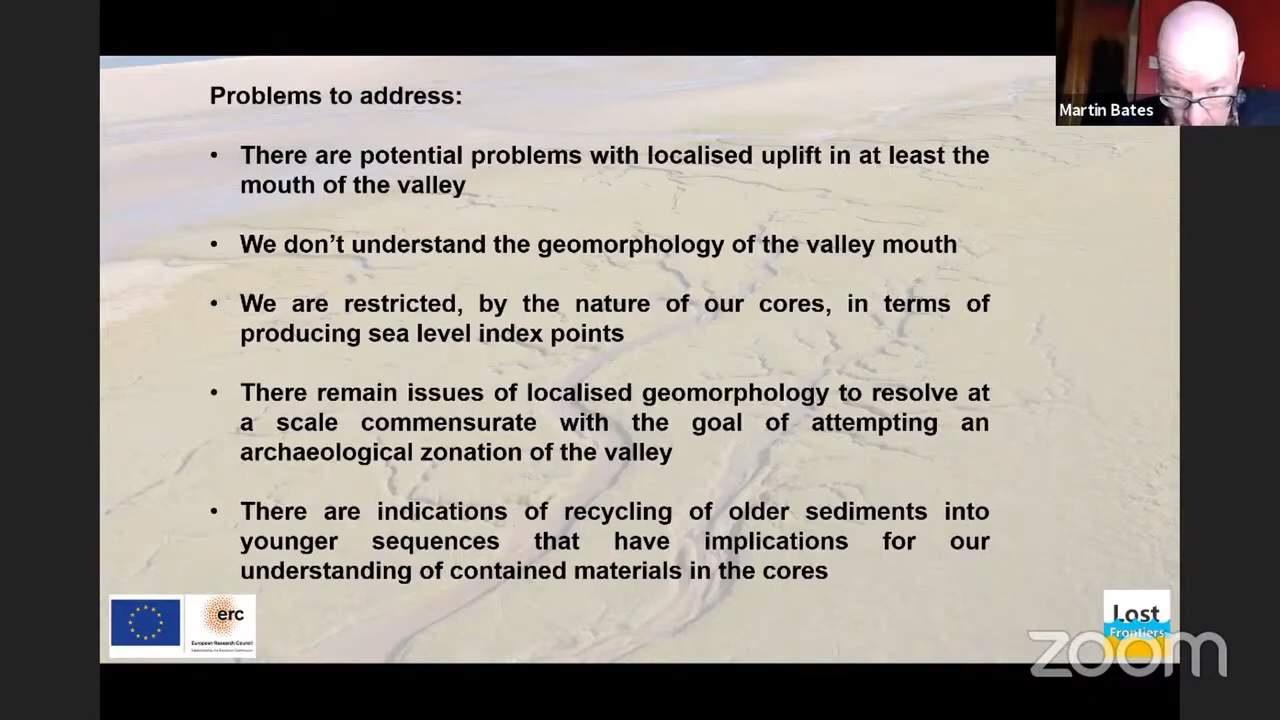 Problems to address:
• There are potential problems with localised uplift in at least the
mouth of the valley
• We don’t understand the geomorphology of the valley mouth
• We are restricted, by the nature of our cores, in terms of
producing sea level index points
• There remain issues of localised geomorphology to resolve at
a scale commensurate with the goal of attempting an
archaeological zonation of the valley
• There are indications of recycling of older sediments into
younger sequences that have implications for our
understanding of contained materials in the cores
Martin Bates
erc
European Research Council
Lost
Frontiers
zoom